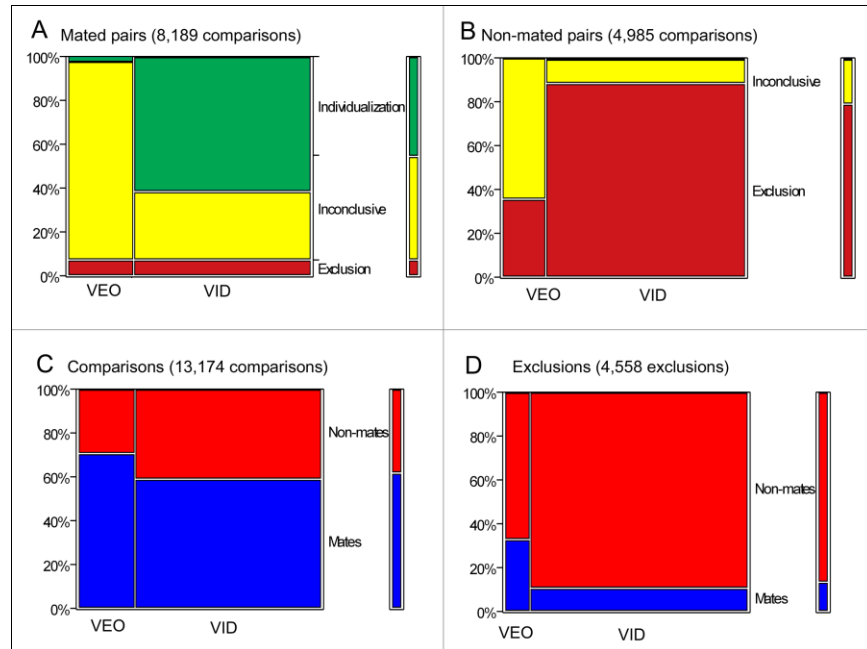 A Mated pairs (8,189 comparisons)
100%
80%
60%
40%
20%
0%
Individualization
Inconclusive
Exclusion
VEO VID
B Non-mated pairs (4,985 comparisons)
100%
80%
60%
40%
20%
0%
Inconclusive
Exclusion
VEO VID
C Comparisons (13,174 comparisons)
100%
80%
60%
40%
20%
0%
Non-mates
Mates
VEO VID
D Exclusions (4,558 exclusions)
100%
80%
60%
40%
20%
0%
Non-mates
Mates
VEO VID